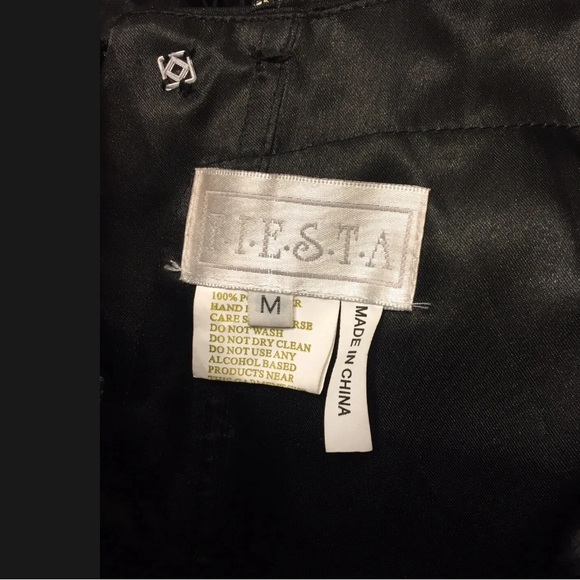 F.I.E.S.T.A
M
100% P
HAND
CARE S
DO NOT WASH
DO NOT DRY CLEAN
DO NOT USE ANY
ALCOHOL BASED
PRODUCTS NEAR
MADE IN CHINA